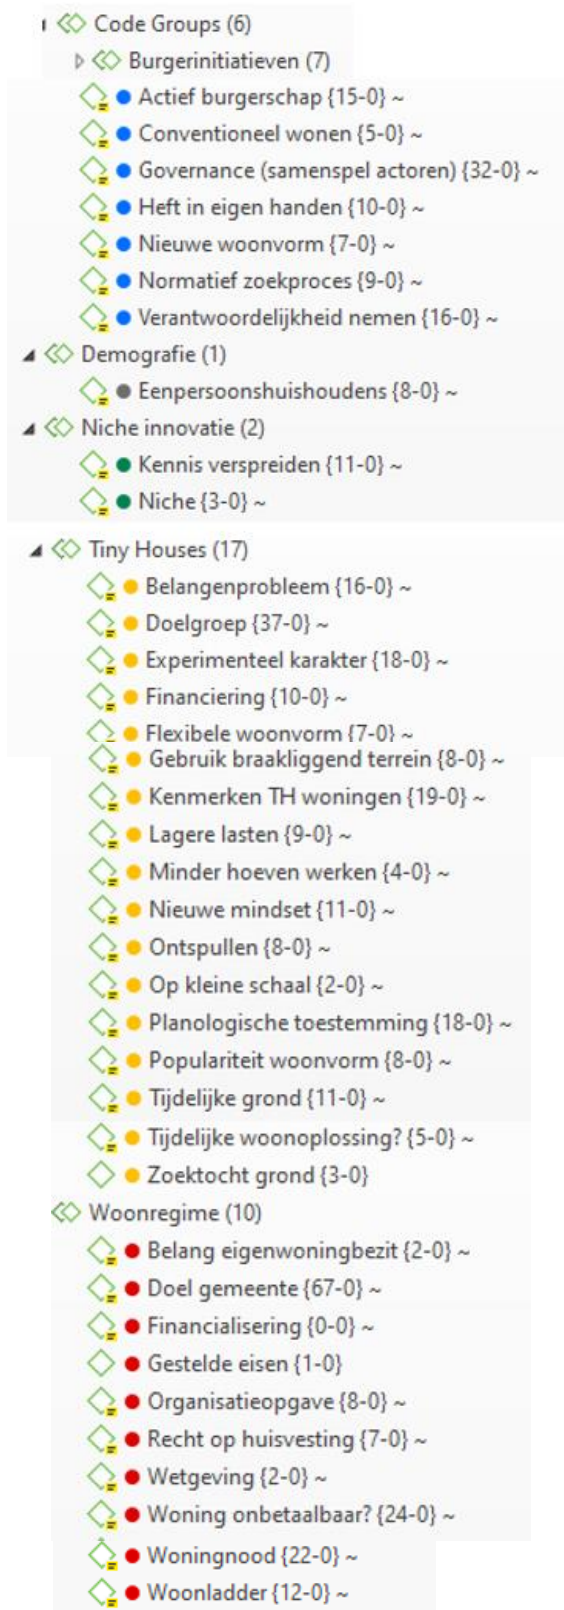 Code Groups (6)
Burgerinitiatieven (7)
Actief burgerschap {15-0} ~
Conventioneel wonen {5-0} ~
Governance (samenspel actoren) {32-0} ~
Heft in eigen handen {10-0} ~
Nieuwe woonvorm {7-0} ~
Normatief zoekproces {9-0} ~
Verantwoordelijkheid nemen {16-0} ~
Demografie (1)
Eenpersoonshuishoudens {8-0} ~
Niche innovatie (2)
Kennis verspreiden {11-0} ~
Niche {3-0} ~
Tiny Houses (17)
Belangenprobleem {16-0} ~
Doelgroep {37-0} ~
Experimenteel karakter {18-0} ~
Financiering {10-0} ~
Flexibele woonvorm {7-0} ~
Gebruik braakliggend terrein {8-0} ~
Kenmerken TH woningen {19-0} ~
Lagere lasten {9-0} ~
Minder hoeven werken {4-0} ~
Nieuwe mindset {11-0} ~
Ontspullen {8-0} ~
Op kleine schaal {2-0} ~
Planologische toestemming {18-0} ~
Populariteit woonvorm {8-0} ~
Tijdelijke grond {11-0} ~
Tijdelijke woonoplossing? {5-0} ~
Zoektocht grond {3-0}
Woonregime (10)
Belang eigenwoningbezit {2-0} ~
Doel gemeente {67-0} ~
Financialisering {0-0} ~
Gestelde eisen {1-0}
Organisatieopgave {8-0} ~
Recht op huisvesting {7-0} ~
Wetgeving {2-0} ~
Woning onbetaalbaar? {24-0} ~
Woningnood {22-0} ~
Woonladder {12-0} ~